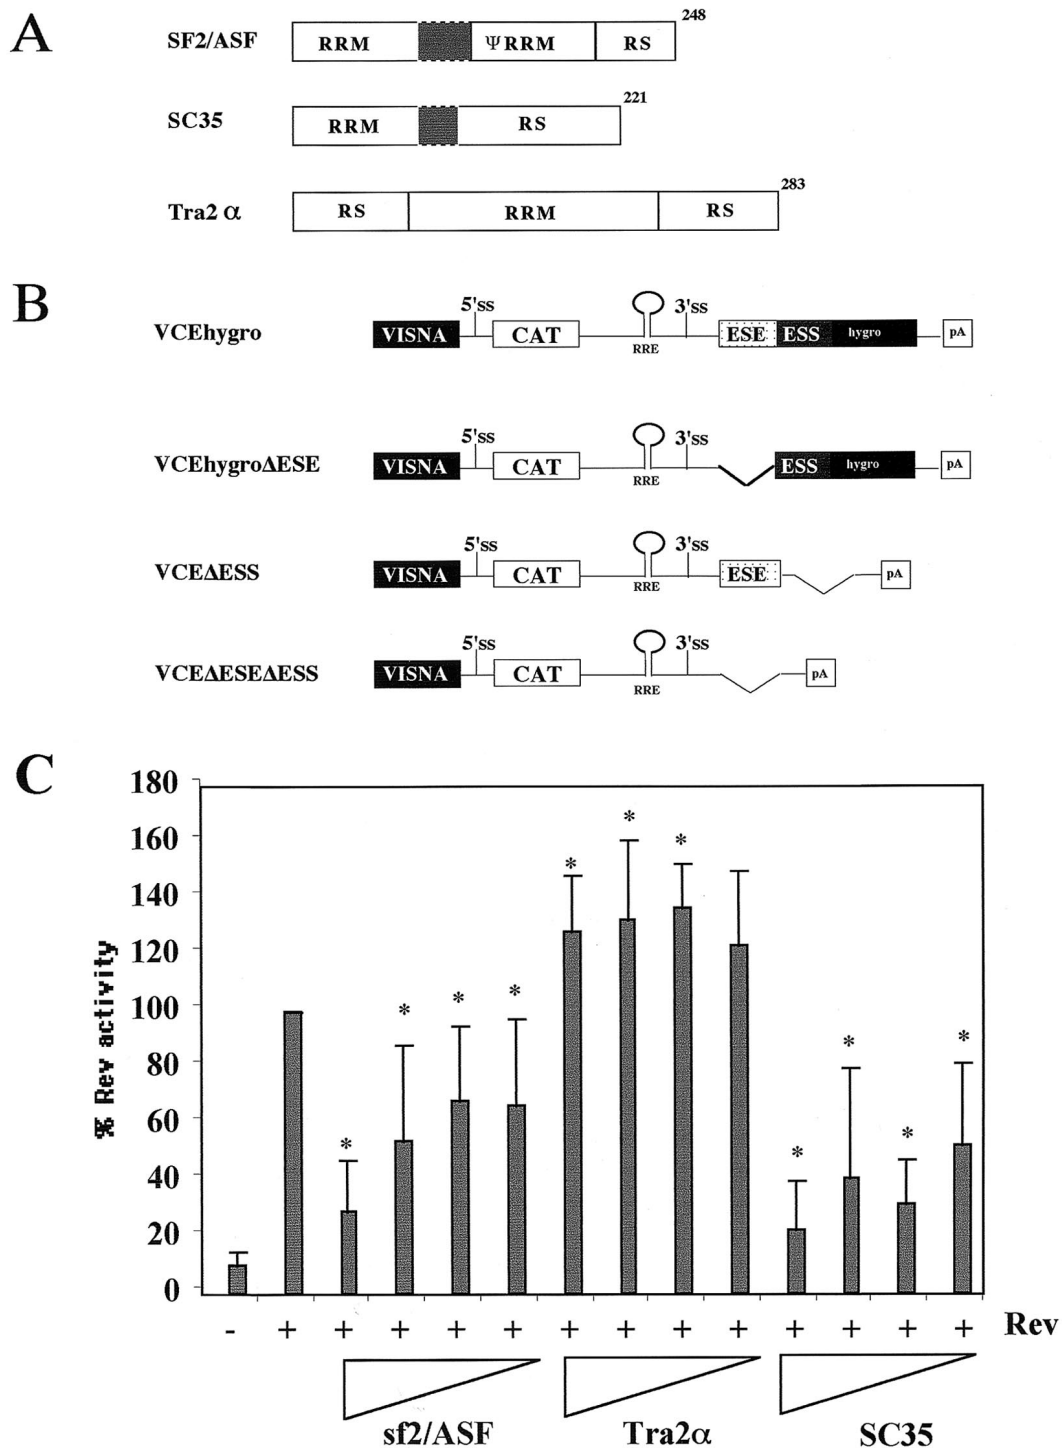 A
SF2/ASF RRM ΨRRM RS 248
SC35 RRM RS 221
Tra2 α RS RRM RS 283
B
VCEhygro VISNA 5'ss CAT RRE 3'ss ESE ESS hygro pA
VCEhygroΔESE VISNA 5'ss CAT RRE 3'ss ESS hygro pA
VCEΔESS VISNA 5'ss CAT RRE 3'ss ESE pA
VCEΔESEΔESS VISNA 5'ss CAT RRE 3'ss pA
C
% Rev activity
180
160
140
120
100
80
60
40
20
0
* * * * * * * * * * *
- + + + + + + + + + + + + + Rev
sf2/ASF Tra2α SC35